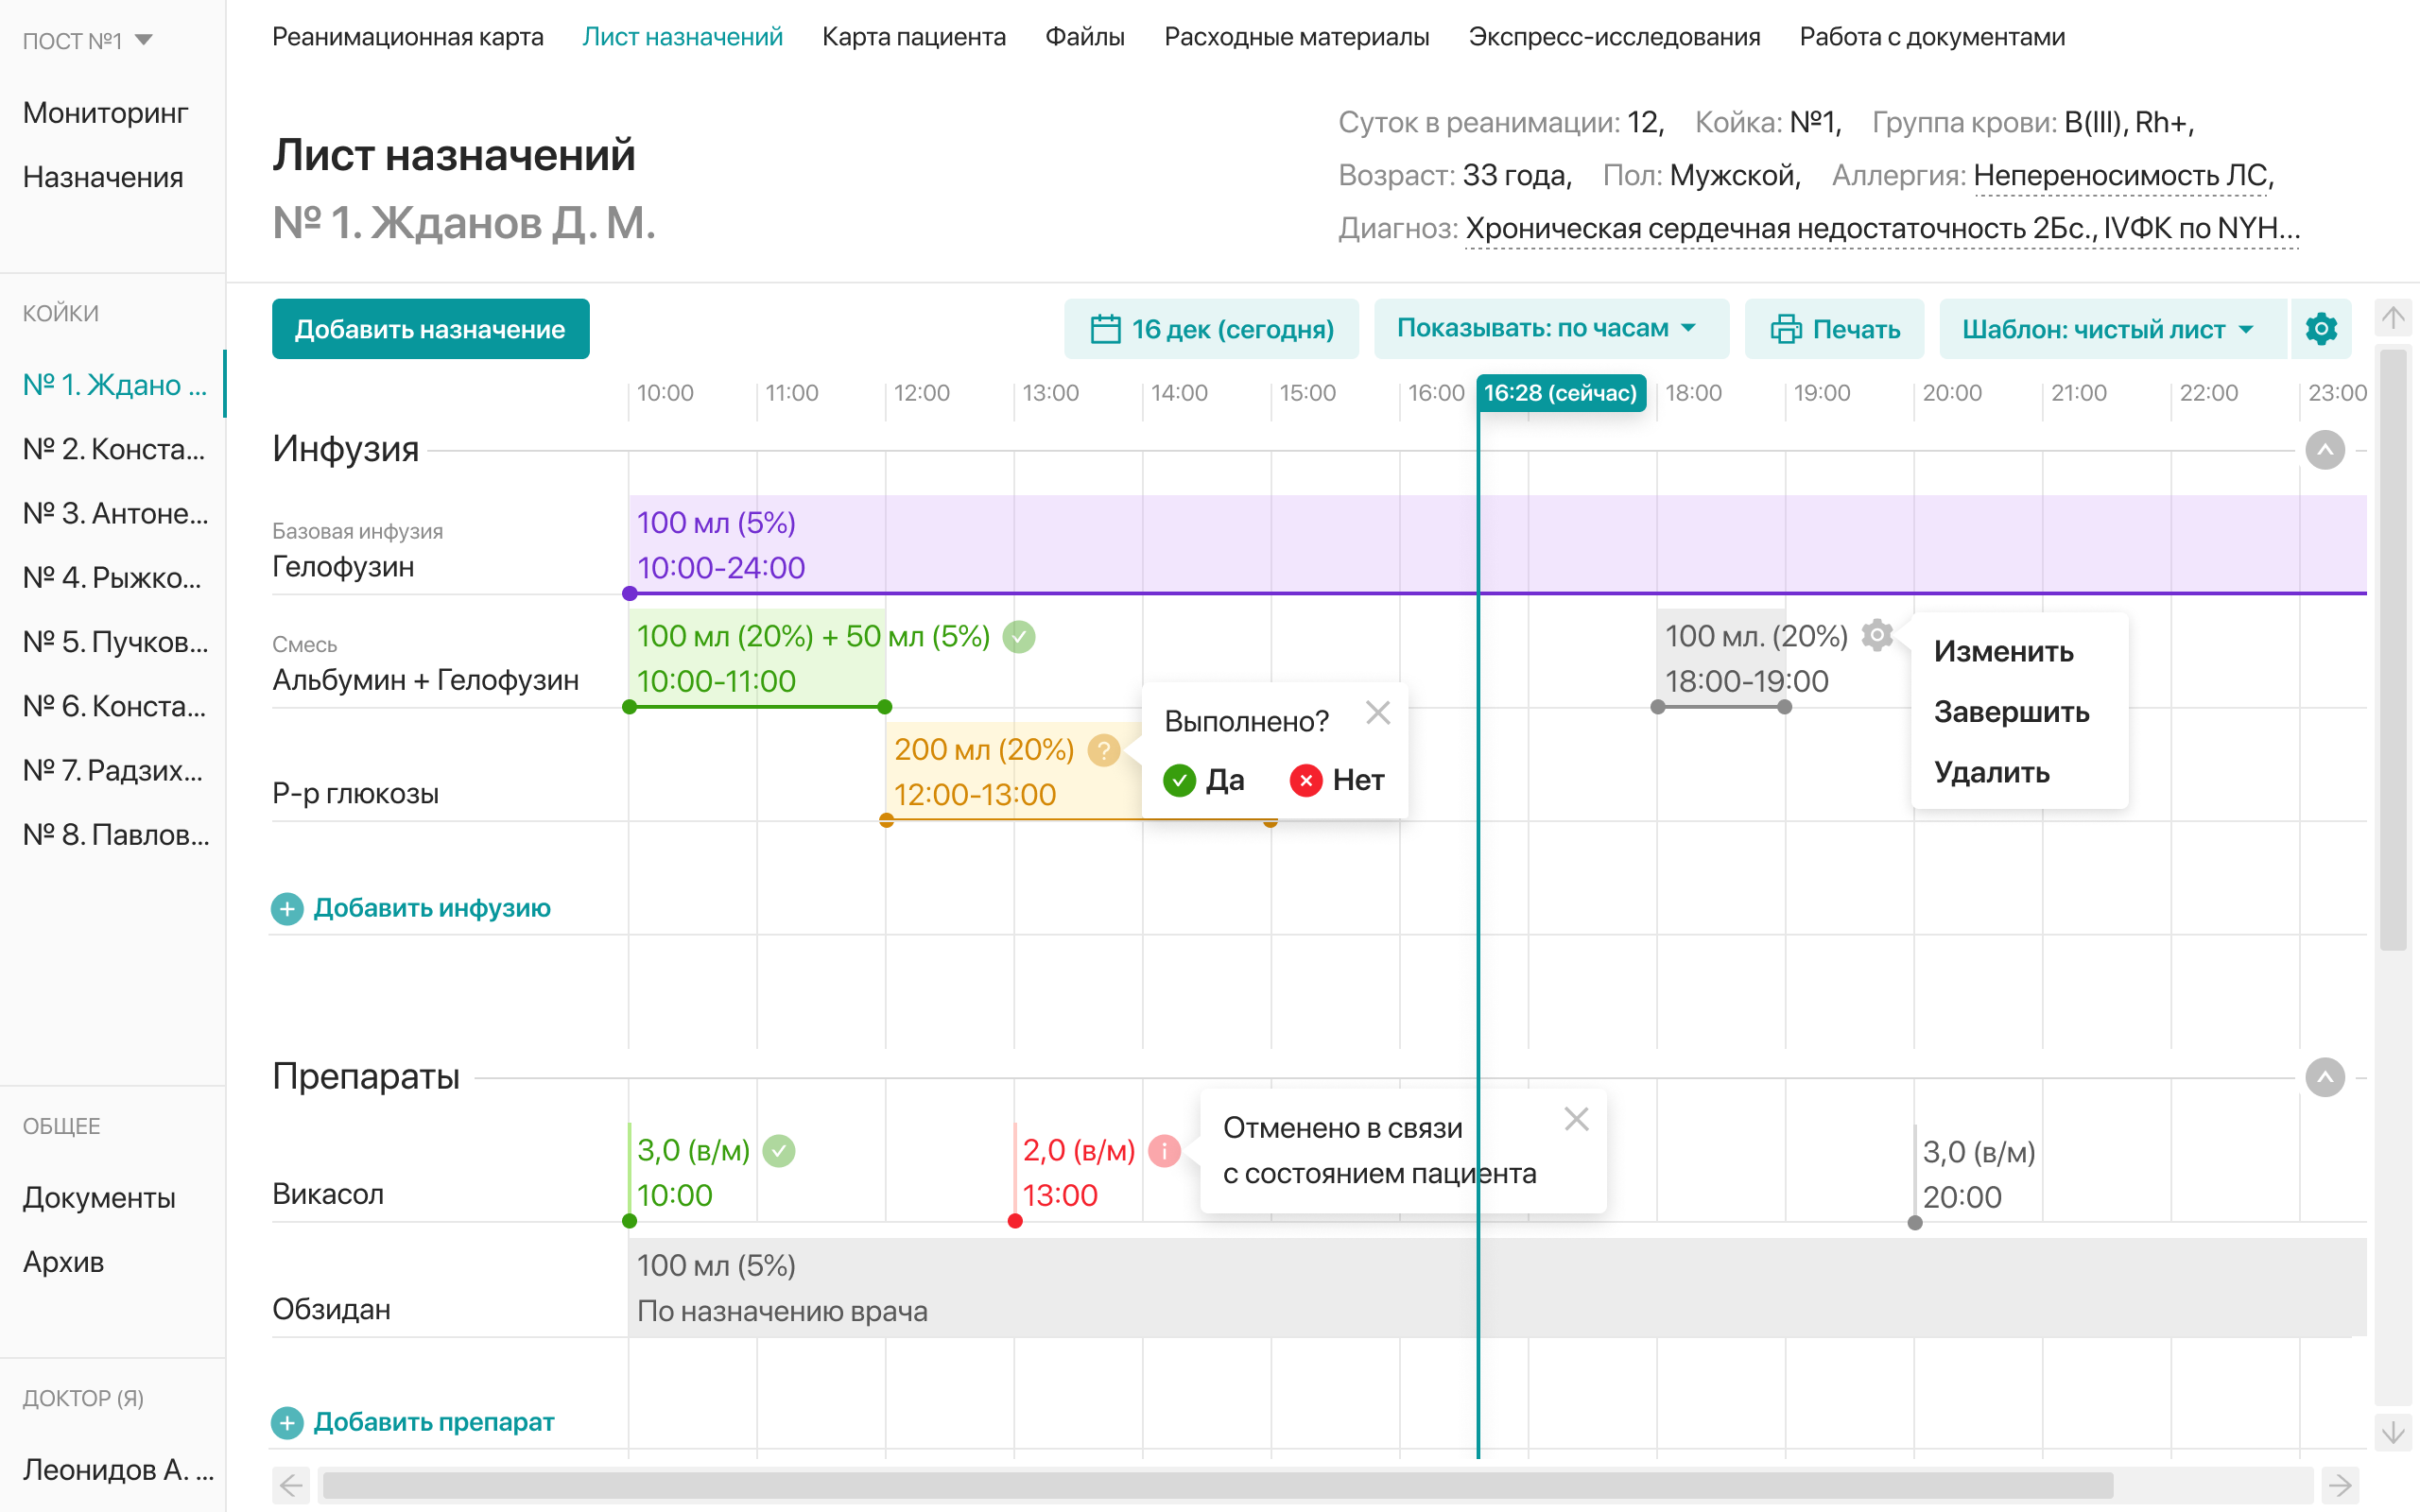 ПОСТ №1
Мониторинг
Назначения
КОЙКИ
№ 1. Ждано ...
№ 2. Конста...
№ 3. Антоне...
№ 4. Рыжко...
№ 5. Пучков...
№ 6. Конста...
№ 7. Радзих...
№ 8. Павлов...
ОБЩЕЕ
Документы
Архив
ДОКТОР (Я)
Леонидов А. ...
Реанимационная карта Лист назначений Карта пациента Файлы Расходные материалы Экспресс-исследования Работа с документами
Лист назначений
№ 1. Жданов Д. М.
Суток в реанимации: 12, Койка: №1, Группа крови: B(III), Rh+,
Возраст: 33 года, Пол: Мужской, Аллергия: Непереносимость ЛС,
Диагноз: Хроническая сердечная недостаточность 2Бс., IVФК по NYH...
Добавить назначение 16 дек (сегодня) Показывать: по часам Печать Шаблон: чистый лист
10:00 11:00 12:00 13:00 14:00 15:00 16:00 16:28 (сейчас) 18:00 19:00 20:00 21:00 22:00 23:00
Инфузия
Базовая инфузия
Гелофузин
100 мл (5%)
10:00-24:00
Смесь
Альбумин + Гелофузин
100 мл (20%) + 50 мл (5%)
10:00-11:00
100 мл. (20%)
18:00-19:00
Изменить
Завершить
Удалить
Р-р глюкозы
200 мл (20%)
12:00-13:00
Выполнено?
Да Нет
Добавить инфузию
Препараты
Викасол
3,0 (в/м)
10:00
2,0 (в/м)
13:00
Отменено в связи
с состоянием пациента
3,0 (в/м)
20:00
Обзидан
100 мл (5%)
По назначению врача
Добавить препарат